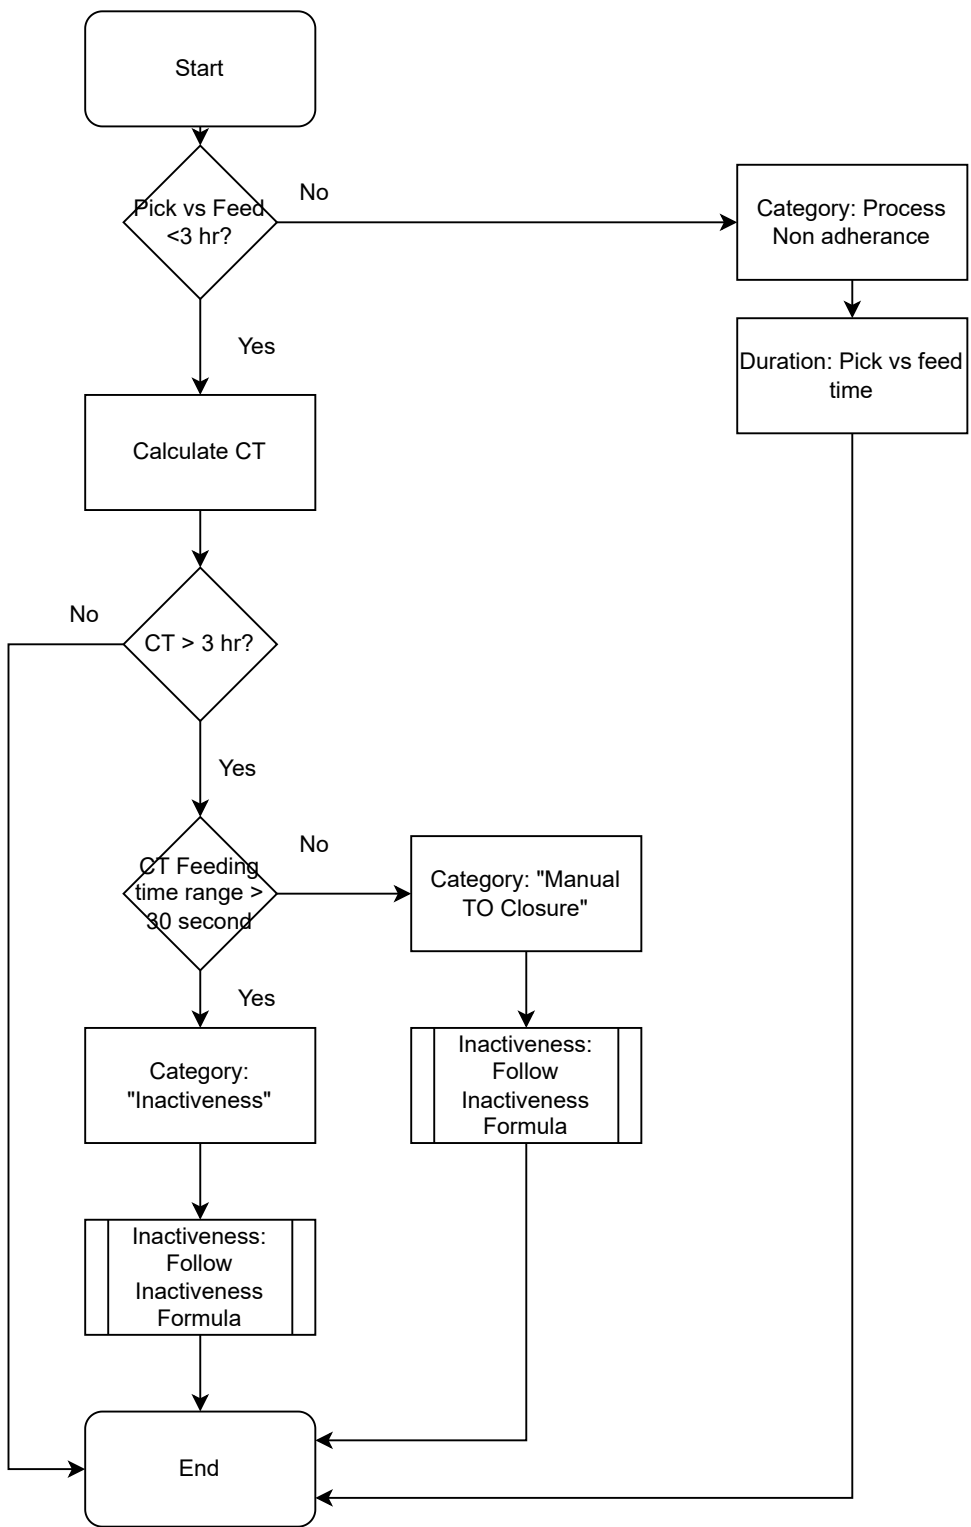 Start
Pick vs Feed
<3 hr?
No
Category: Process
Non adherance
Yes
Duration: Pick vs feed
time
Calculate CT
No
CT > 3 hr?
Yes
CT Feeding
time range >
30 second
No
Category: "Manual
TO Closure"
Yes
Category:
"Inactiveness"
Inactiveness:
Follow
Inactiveness
Formula
Inactiveness:
Follow
Inactiveness
Formula
End